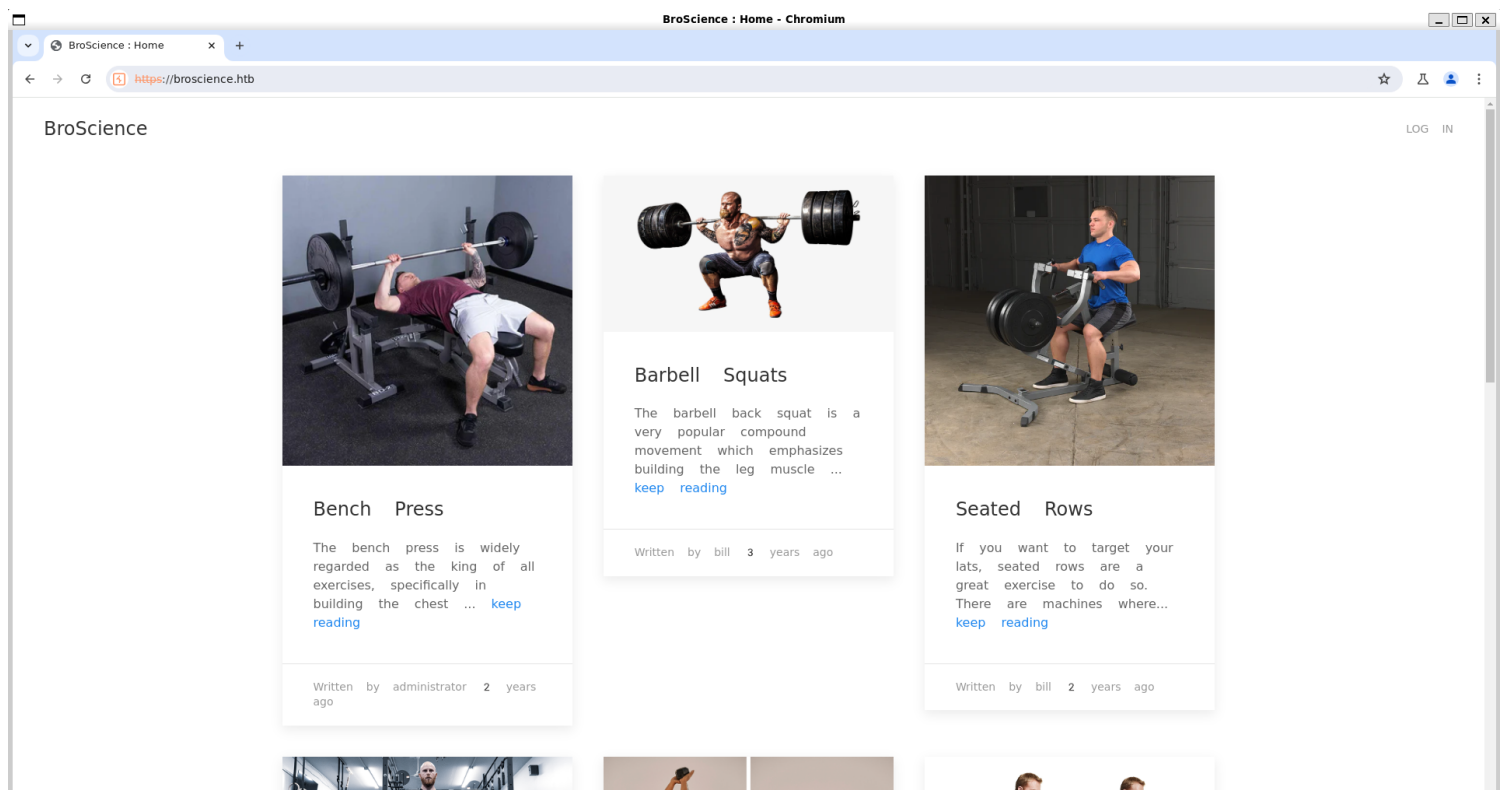 BroScience : Home - Chromium
BroScience : Home
https://broscience.htb
BroScience
LOG IN
Bench Press
The bench press is widely
regarded as the king of all
exercises, specifically in
building the chest ... keep
reading
Written by administrator 2 years
ago
Barbell Squats
The barbell back squat is a
very popular compound
movement which emphasizes
building the leg muscle ...
keep reading
Written by bill 3 years ago
Seated Rows
If you want to target your
lats, seated rows are a
great exercise to do so.
There are machines where...
keep reading
Written by bill 2 years ago